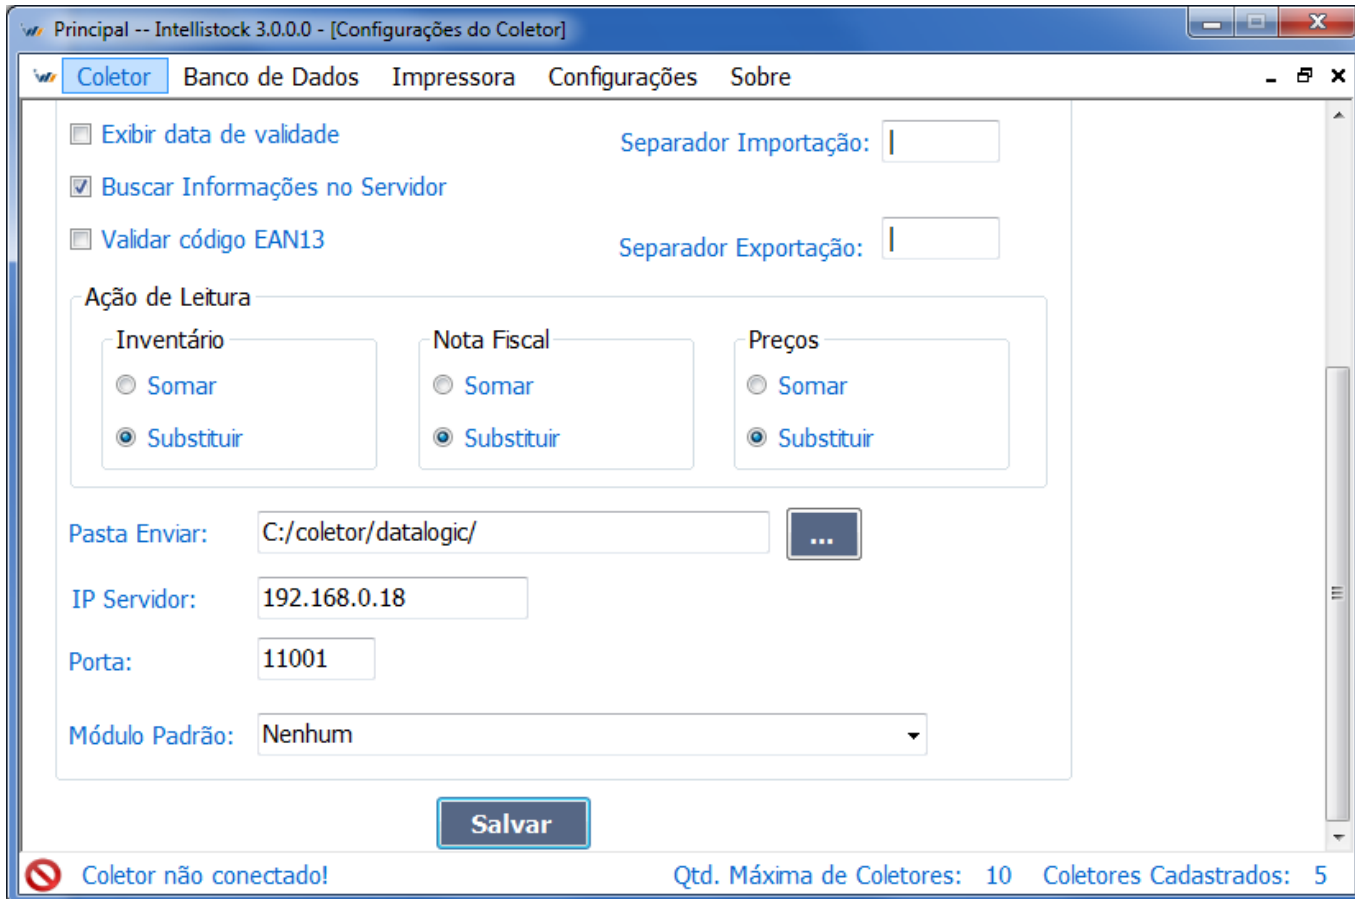 Principal -- Intellistock 3.0.0.0 - [Configurações do Coletor]
Coletor Banco de Dados Impressora Configurações Sobre
Exibir data de validade
Separador Importação: |
Buscar Informações no Servidor
Validar código EAN13
Separador Exportação: |
Ação de Leitura
Inventário Nota Fiscal Preços
Somar Somar Somar
Substituir Substituir Substituir
Pasta Enviar: C:/coletor/datalogic/ ...
IP Servidor: 192.168.0.18
Porta: 11001
Módulo Padrão: Nenhum
Salvar
Coletor não conectado! Qtd. Máxima de Coletores: 10 Coletores Cadastrados: 5